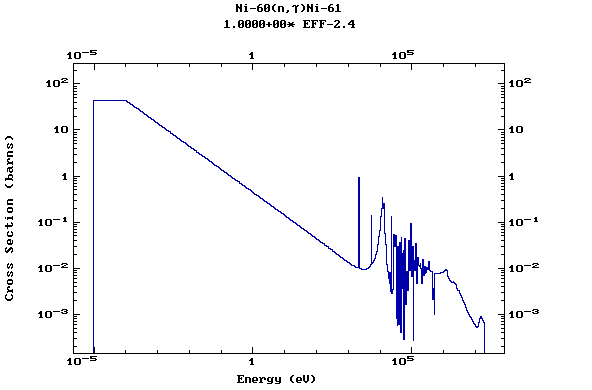 Ni-60(n,γ)Ni-61
1.0000+00* EFF-2.4
10⁻⁵ 1 10⁵
10² 10²
10 10
1 1
10⁻¹ 10⁻¹
10⁻² 10⁻²
10⁻³ 10⁻³
Cross Section (barns)
10⁻⁵ 1 10⁵
Energy (eV)